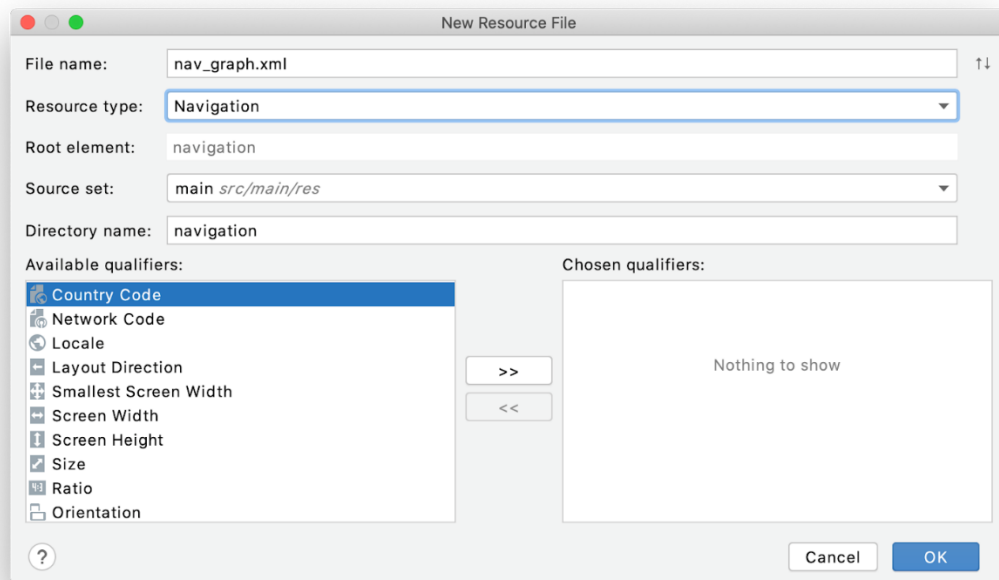 New Resource File
File name: nav_graph.xml
Resource type: Navigation
Root element: navigation
Source set: main src/main/res
Directory name: navigation
Available qualifiers: Chosen qualifiers:
Country Code
Network Code
Locale
Layout Direction
Smallest Screen Width
Screen Width
Screen Height
Size
Ratio
Orientation
>>
<<
Nothing to show
? Cancel OK